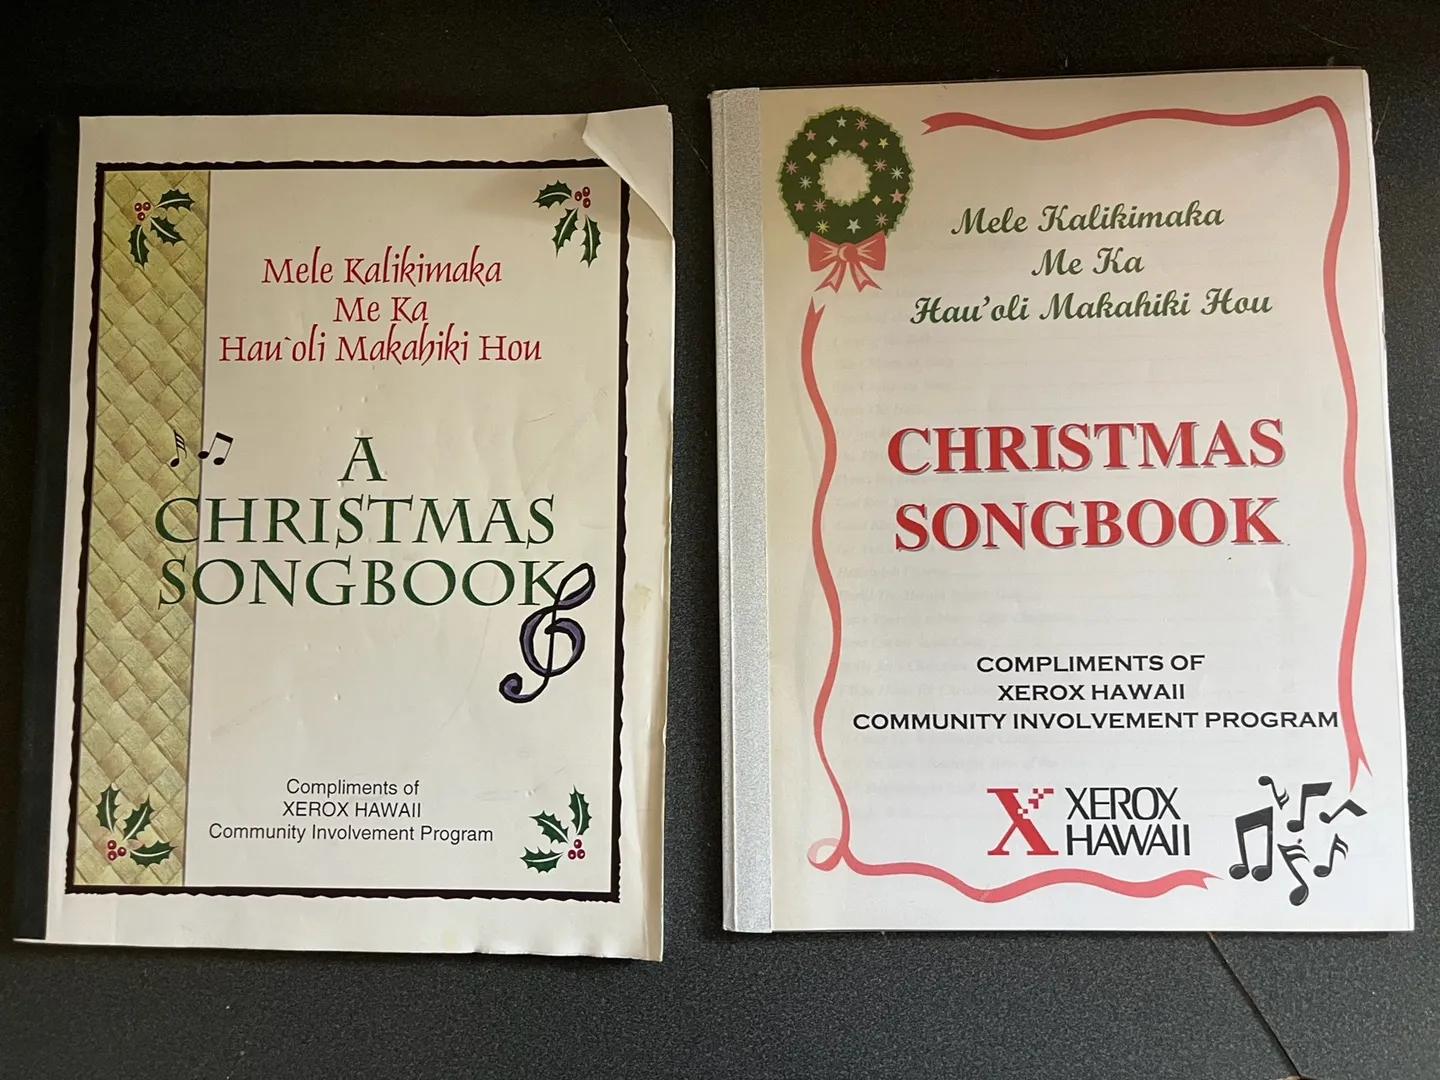 Mele Kalikimaka
Me Ka
Hau`oli Makahiki Hou
A
CHRISTMAS
SONGBOOK
Compliments of
XEROX HAWAII
Community Involvement Program
Mele Kalikimaka
Me Ka
Hau'oli Makahiki Hou
CHRISTMAS
SONGBOOK
COMPLIMENTS OF
XEROX HAWAII
COMMUNITY INVOLVEMENT PROGRAM
X XEROX
HAWAII